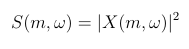 S(m, ω) = |X(m, ω)|²